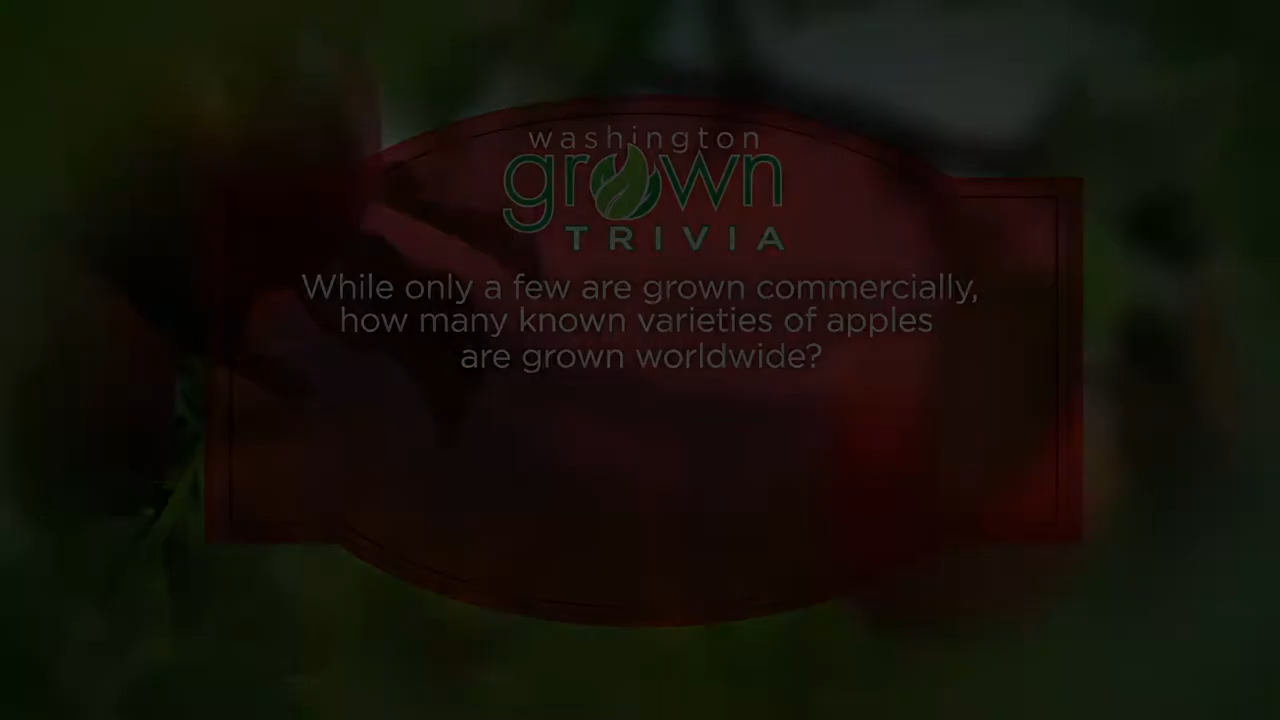 washington
grown
TRIVIA
While only a few are grown commercially,
how many known varieties of apples
are grown worldwide?